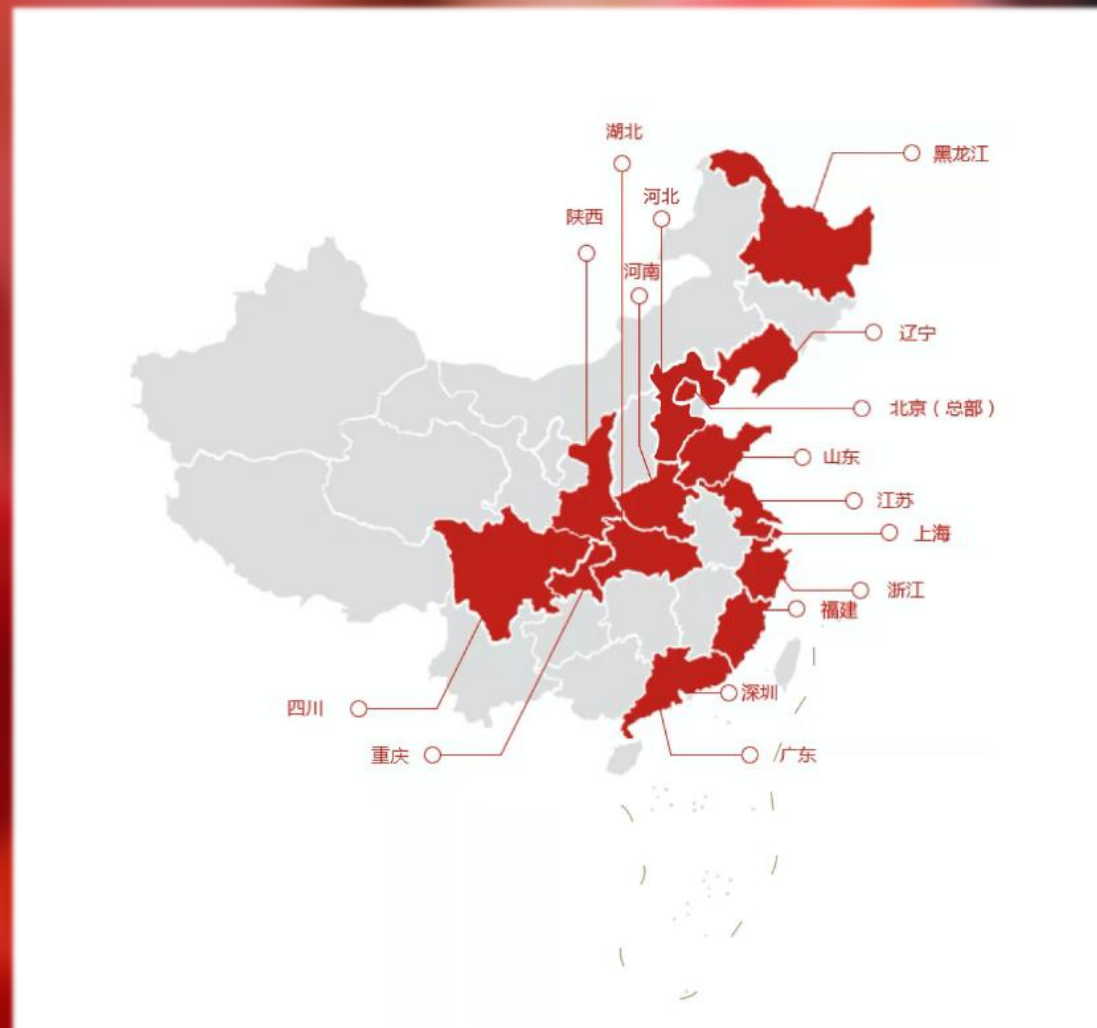 湖北
黑龙江
河北
陕西
河南
辽宁
北京（总部）
山东
江苏
上海
浙江
福建
深圳
四川
重庆
广东